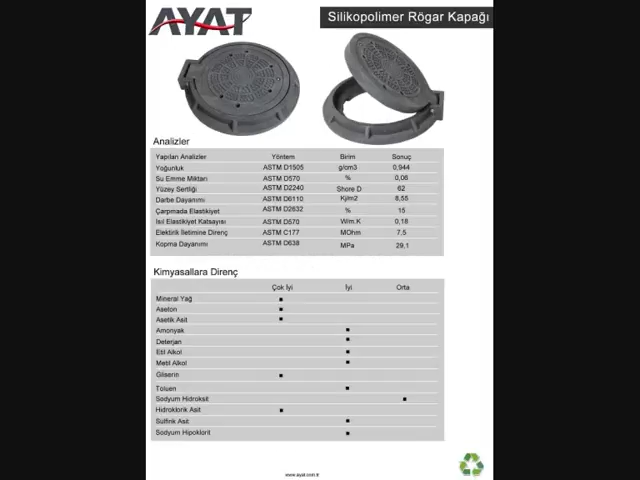 AYAT
Silikopolimer Rögar Kapağı
Analizler
Yapılan Analizler Yöntem Birim Sonuç
Yoğunluk ASTM D1505 g/cm3 0,944
Su Emme Miktarı ASTM D570 % 0,06
Yüzey Sertliği ASTM D2240 Shore D 62
Darbe Dayanımı ASTM D6110 Kj/m2 8,55
Çarpmada Elastikiyet ASTM D2632 % 15
Isıl Elastikiyet Katsayısı ASTM D570 W/m.K 0,18
Elektirik İletimine Direnç ASTM C177 MOhm 7,5
Kopma Dayanımı ASTM D638 MPa 29,1
Kimyasallara Direnç
Çok İyi İyi Orta
Mineral Yağ
Aseton
Asetik Asit
Amonyak
Deterjan
Etil Alkol
Metil Alkol
Gliserin
Toluen
Sodyum Hidroksit
Hidroklorik Asit
Sülfirik Asit
Sodyum Hipoklorit
www.ayat.com.tr